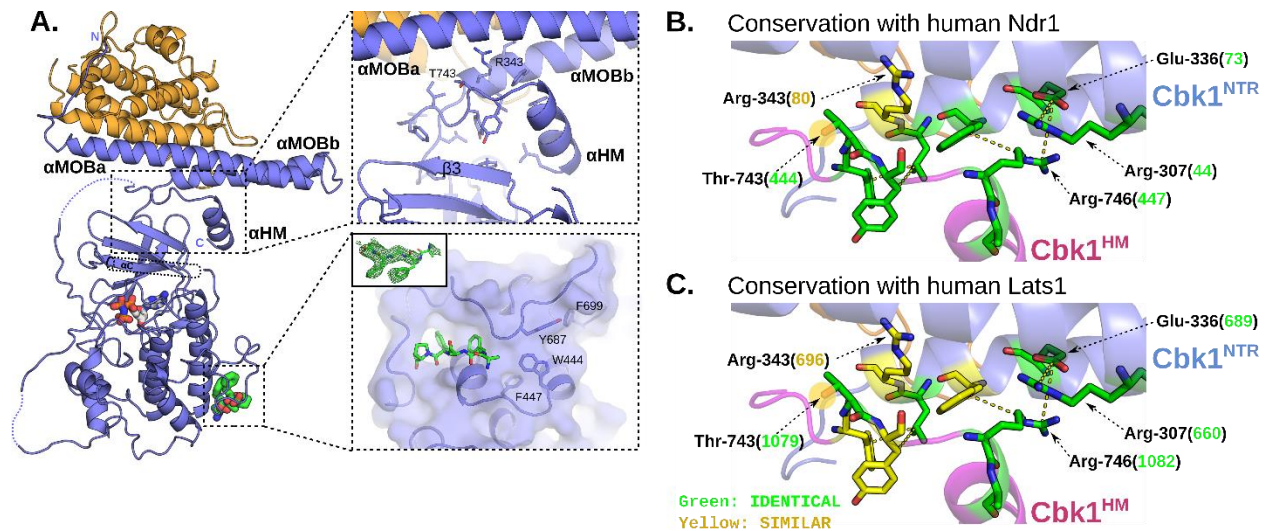 A.
N
αMOBa
αMOBb
αHM
C
αC
T743
R343
αMOBa
αMOBb
αHM
β3
F699
Y687
W444
F447
B. Conservation with human Ndr1
Glu-336(73)
Arg-343(80)
Cbk1NTR
Thr-743(444)
Arg-307(44)
Arg-746(447)
Cbk1HM
C. Conservation with human Lats1
Glu-336(689)
Arg-343(696)
Cbk1NTR
Thr-743(1079)
Arg-307(660)
Arg-746(1082)
Cbk1HM
Green: IDENTICAL
Yellow: SIMILAR